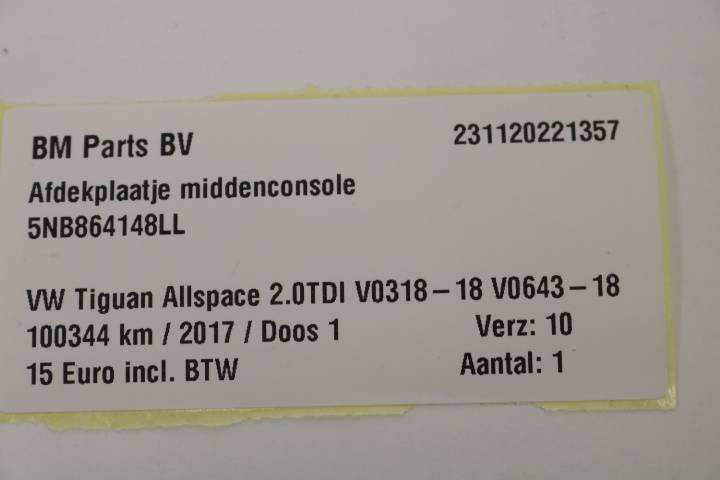 BM Parts BV 231120221357
Afdekplaatje middenconsole
5NB864148LL
VW Tiguan Allspace 2.0TDI V0318-18 V0643-18
100344 km / 2017 / Doos 1 Verz: 10
15 Euro incl. BTW Aantal: 1